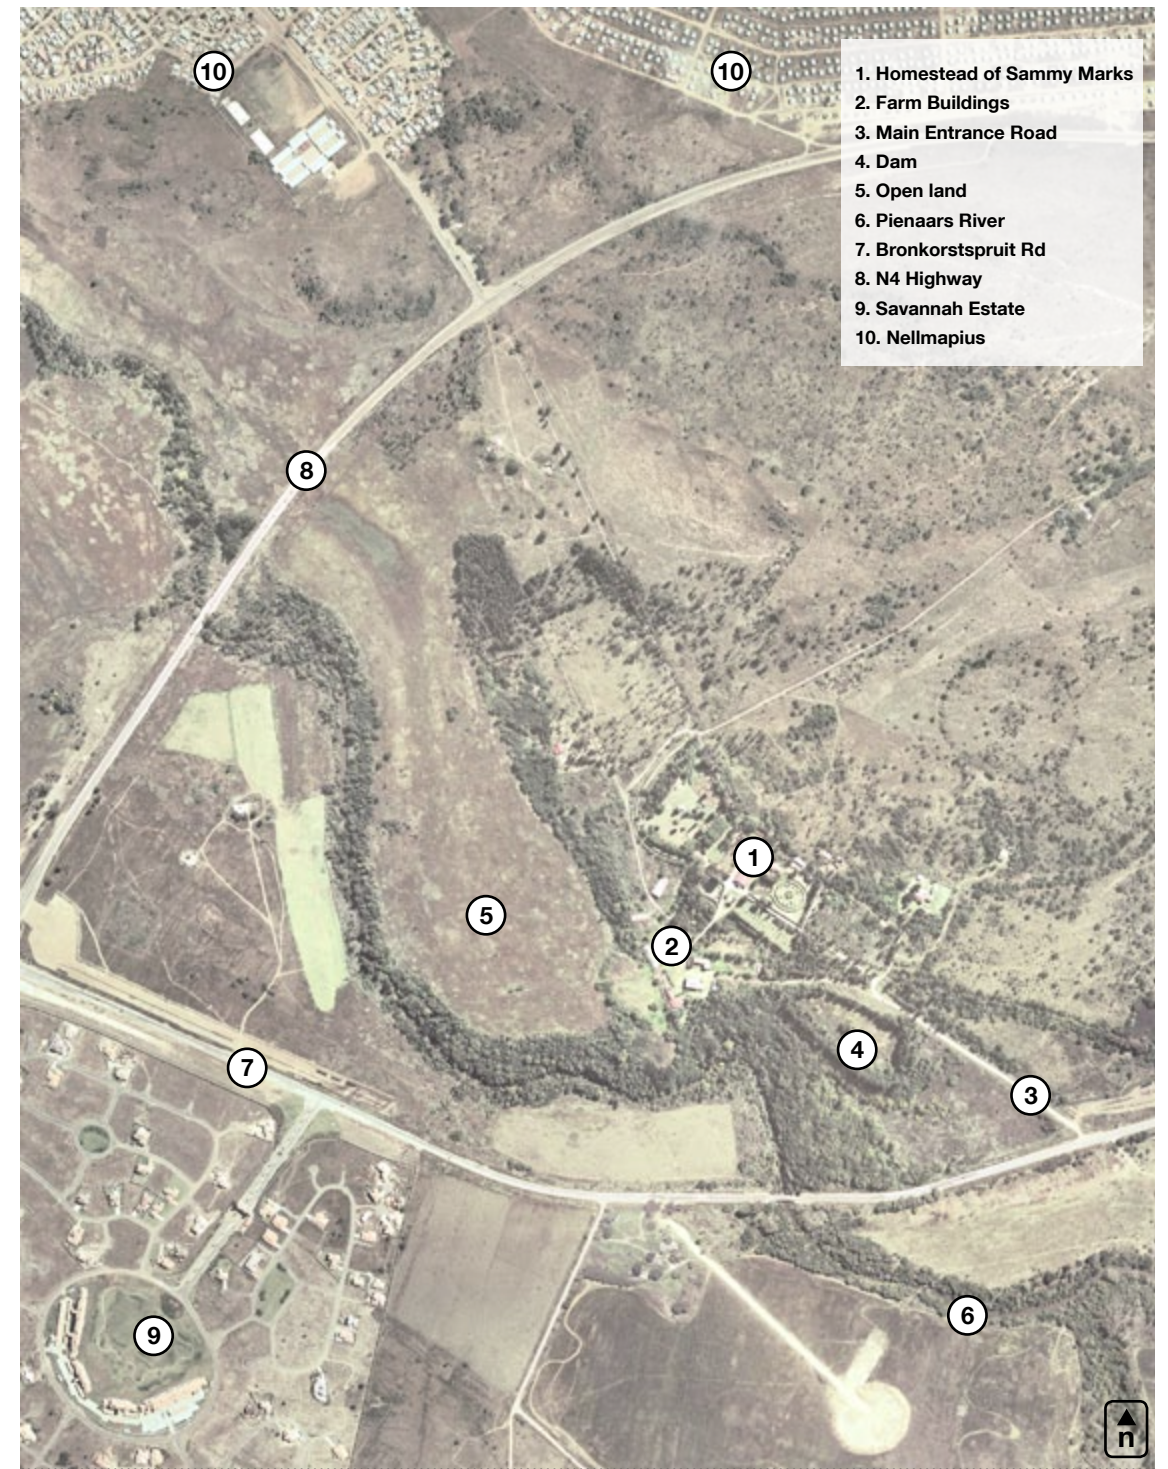 10
10
1. Homestead of Sammy Marks
2. Farm Buildings
3. Main Entrance Road
4. Dam
5. Open land
6. Pienaars River
7. Bronkorstspruit Rd
8. N4 Highway
9. Savannah Estate
10. Nellmapius
8
1
5
2
4
7
3
6
9
n